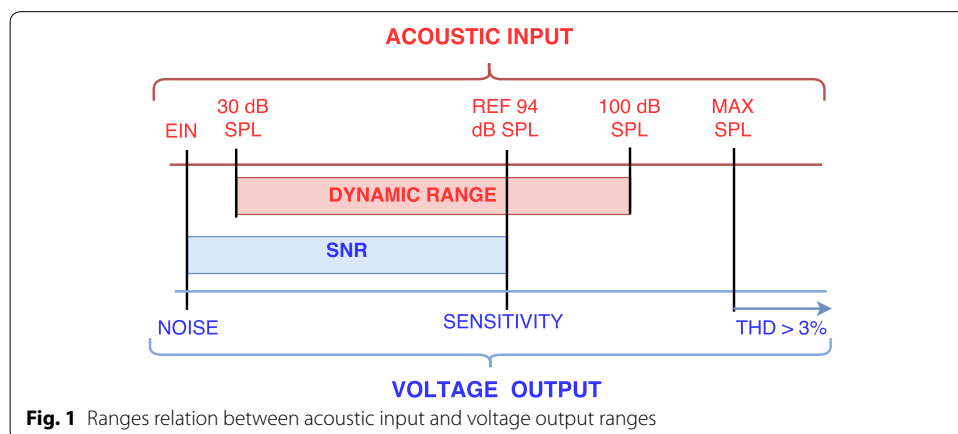 ACOUSTIC INPUT
EIN
30 dB
SPL
REF 94
dB SPL
100 dB
SPL
MAX
SPL
DYNAMIC RANGE
SNR
NOISE
SENSITIVITY
THD > 3%
VOLTAGE OUTPUT
Fig. 1 Ranges relation between acoustic input and voltage output ranges